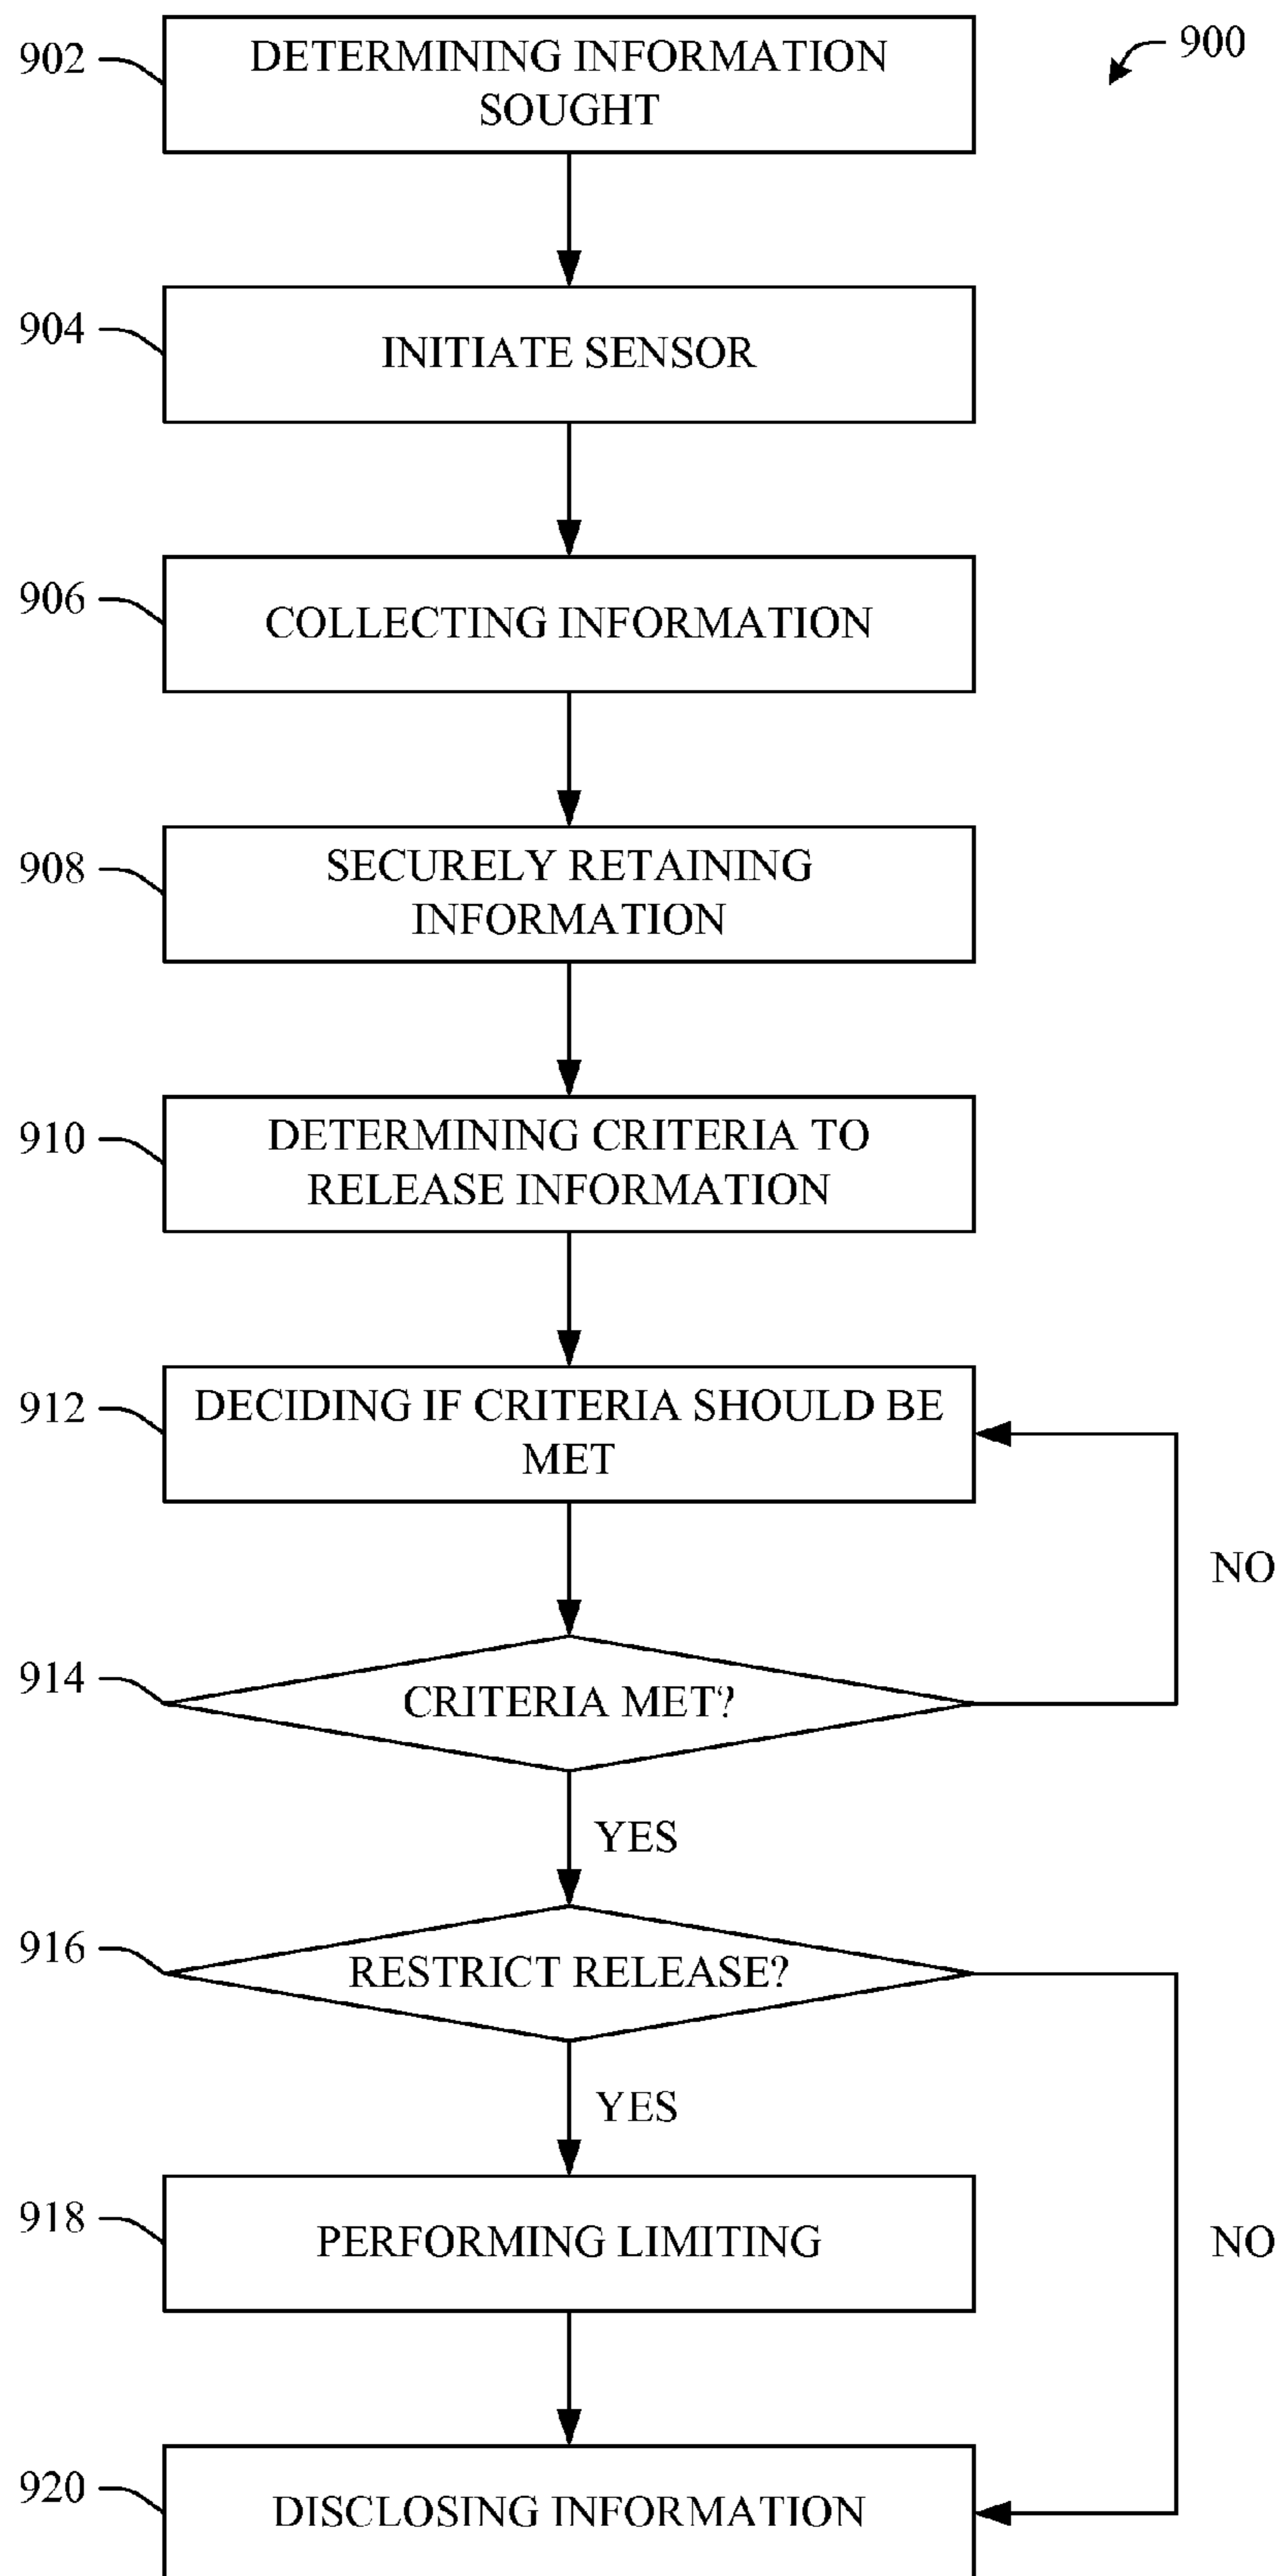 900
902
DETERMINING INFORMATION
SOUGHT
904
INITIATE SENSOR
906
COLLECTING INFORMATION
908
SECURELY RETAINING
INFORMATION
910
DETERMINING CRITERIA TO
RELEASE INFORMATION
912
DECIDING IF CRITERIA SHOULD BE
MET
NO
914
CRITERIA MET?
YES
916
RESTRICT RELEASE?
YES
918
PERFORMING LIMITING
NO
920
DISCLOSING INFORMATION